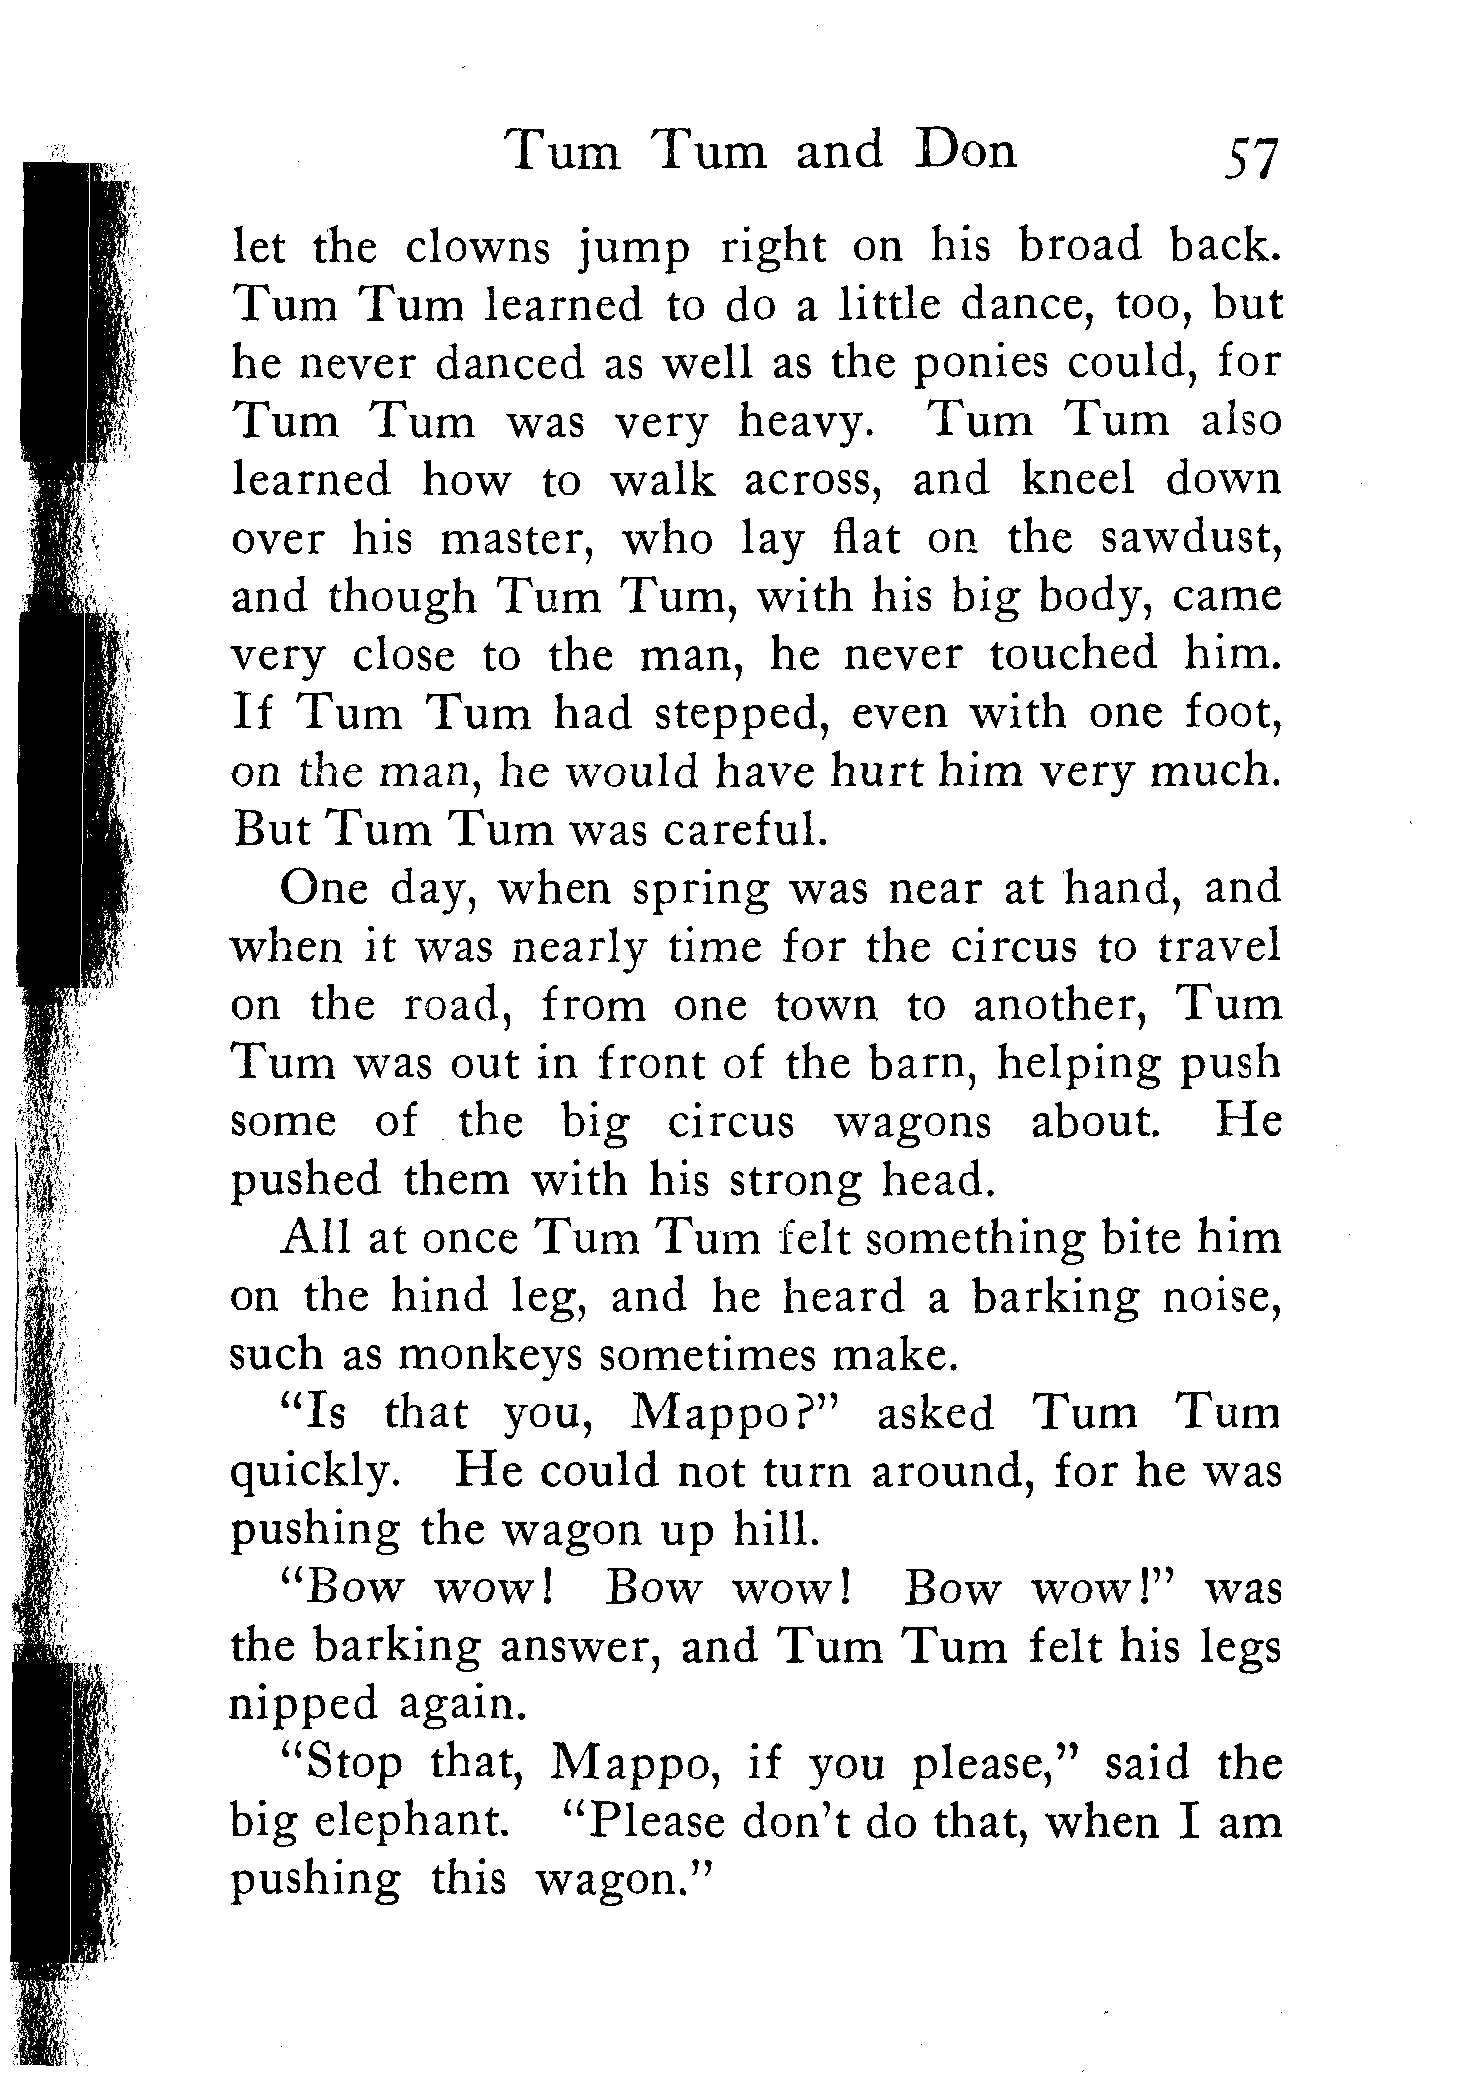 Tum Tum and Don 57
let the clowns jump right on his broad back.
Tum Tum learned to do a little dance, too, but
he never danced as well as the ponies could, for
Tum Tum was very heavy. Tum Tum also
learned how to walk across, and kneel down
over his master, who lay flat on the sawdust,
and though Tum Tum, with his big body, came
very close to the man, he never touched him.
If Tum Tum had stepped, even with one foot,
on the man, he would have hurt him very much.
But Tum Tum was careful.
One day, when spring was near at hand, and
when it was nearly time for the circus to travel
on the road, from one town to another, Tum
Tum was out in front of the barn, helping push
some of the big circus wagons about. He
pushed them with his strong head.
All at once Tum Tum felt something bite him
on the hind leg, and he heard a barking noise,
such as monkeys sometimes make.
“Is that you, Mappo?” asked Tum Tum
quickly. He could not turn around, for he was
pushing the wagon up hill.
“Bow wow! Bow wow! Bow wow!” was
the barking answer, and Tum Tum felt his legs
nipped again.
“Stop that, Mappo, if you please,” said the
big elephant. “Please don’t do that, when I am
pushing this wagon.”